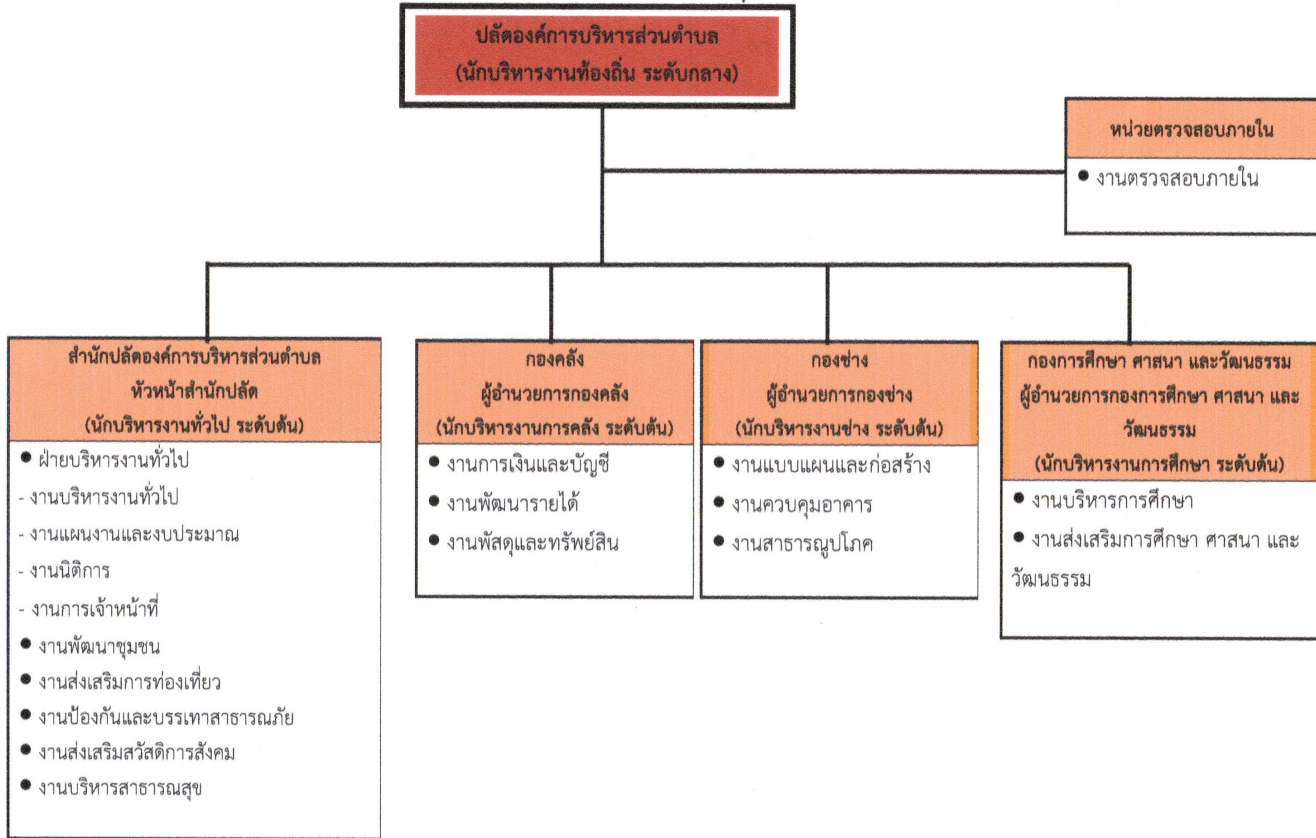 ปลัดองค์การบริหารส่วนตำบล
(นักบริหารงานท้องถิ่น ระดับกลาง)
หน่วยตรวจสอบภายใน
● งานตรวจสอบภายใน
สำนักปลัดองค์การบริหารส่วนตำบล
หัวหน้าสำนักปลัด
(นักบริหารงานทั่วไป ระดับต้น)
● ฝ่ายบริหารงานทั่วไป
- งานบริหารงานทั่วไป
- งานแผนงานและงบประมาณ
- งานนิติการ
- งานการเจ้าหน้าที่
● งานพัฒนาชุมชน
● งานส่งเสริมการท่องเที่ยว
● งานป้องกันและบรรเทาสาธารณภัย
● งานส่งเสริมสวัสดิการสังคม
● งานบริหารสาธารณสุข
กองคลัง
ผู้อำนวยการกองคลัง
(นักบริหารงานการคลัง ระดับต้น)
● งานการเงินและบัญชี
● งานพัฒนารายได้
● งานพัสดุและทรัพย์สิน
กองช่าง
ผู้อำนวยการกองช่าง
(นักบริหารงานช่าง ระดับต้น)
● งานแบบแผนและก่อสร้าง
● งานควบคุมอาคาร
● งานสาธารณูปโภค
กองการศึกษา ศาสนา และวัฒนธรรม
ผู้อำนวยการกองการศึกษา ศาสนา และ
วัฒนธรรม
(นักบริหารงานการศึกษา ระดับต้น)
● งานบริหารการศึกษา
● งานส่งเสริมการศึกษา ศาสนา และ
วัฒนธรรม